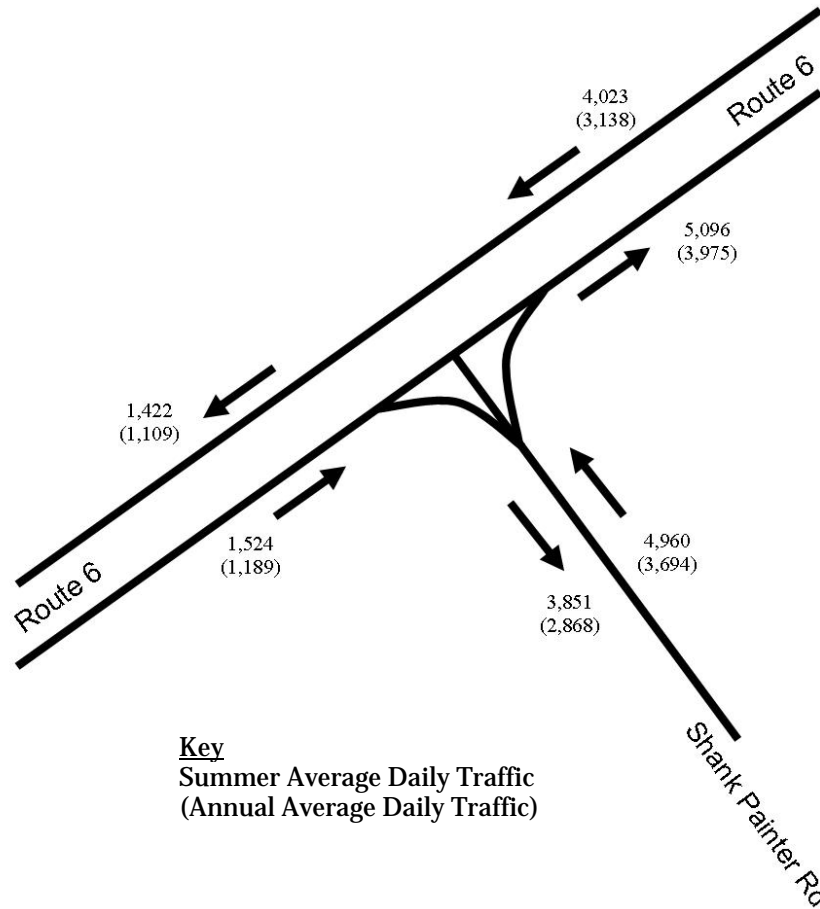 Route 6
4,023
(3,138)
5,096
(3,975)
1,422
(1,109)
1,524
(1,189)
4,960
(3,694)
3,851
(2,868)
Route 6
Key
Summer Average Daily Traffic
(Annual Average Daily Traffic)
Shank Painter Rd